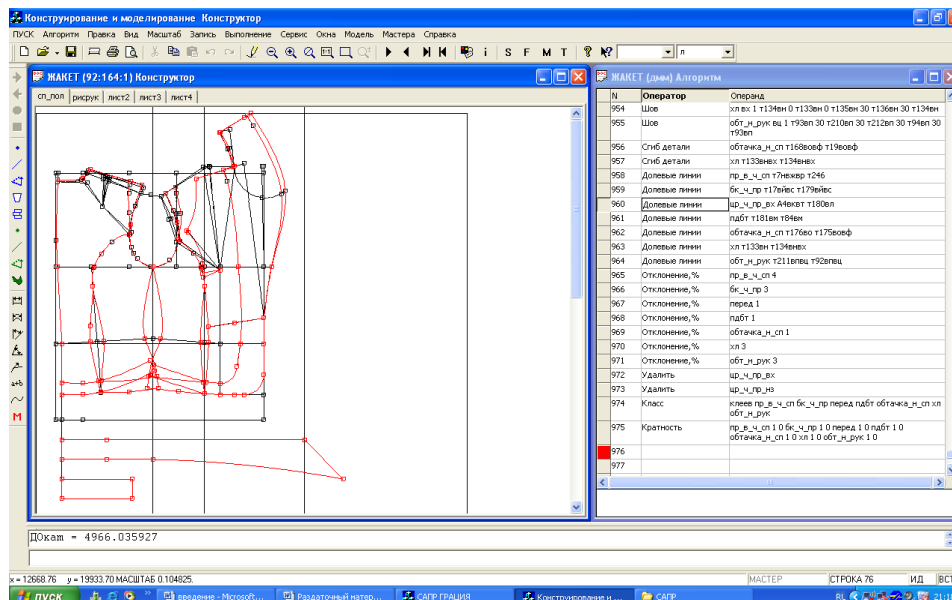 Конструирование и моделирование Конструктор
ПУСК Алгоритм Правка Вид Масштаб Запись Выполнение Сервис Окна Модель Мастера Справка
S F M T
л
ЖАКЕТ (92:164:1) Конструктор
сп_пол рисрук лист2 лист3 лист4
ЖАКЕТ (дмм) Алгоритм
N Оператор Операнд
954 Шов хл вх 1 т134вн 0 т133вн 0 т135вн 30 т136вн 30 т134вн
955 Шов обт_н_рук вц 1 т93вп 30 т210вп 30 т212вп 30 т94вп 30
т93вп
956 Сгиб детали обтачка_н_сп т168вовф т19вовф
957 Сгиб детали хл т133внвх т134внвх
958 Долевые линии пр_в_ч_сп т7нвжвр т246
959 Долевые линии бк_ч_пр т17вйвс т179вйвс
960 Долевые линии цр_ч_пр_вх А4вквт т180вл
961 Долевые линии пдбт т181вм т84вм
962 Долевые линии обтачка_н_сп т176во т175вовф
963 Долевые линии хл т133вн т134внвх
964 Долевые линии обт_н_рук т211впвц т92впвц
965 Отклонение,% пр_в_ч_сп 4
966 Отклонение,% бк_ч_пр 3
967 Отклонение,% перед 1
968 Отклонение,% пдбт 1
969 Отклонение,% обтачка_н_сп 1
970 Отклонение,% хл 3
971 Отклонение,% обт_н_рук 3
972 Удалить цр_ч_пр_вх
973 Удалить цр_ч_пр_нз
974 Класс клеев пр_в_ч_сп бк_ч_пр перед пдбт обтачка_н_сп хл
обт_н_рук
975 Кратность пр_в_ч_сп 1 0 бк_ч_пр 1 0 перед 1 0 пдбт 1 0
обтачка_н_сп 1 0 хл 1 0 обт_н_рук 1 0
976
977
a+b
M
ДОкат = 4966.035927
x = 12668.76 y = 19933.70 МАСШТАБ 0.104825. МАСТЕР СТРОКА 76 ИД ВСТ
пуск введение - Microsoft... Раздаточный натер... САПР ГРАЦИЯ Конструирование и ... САПР RL